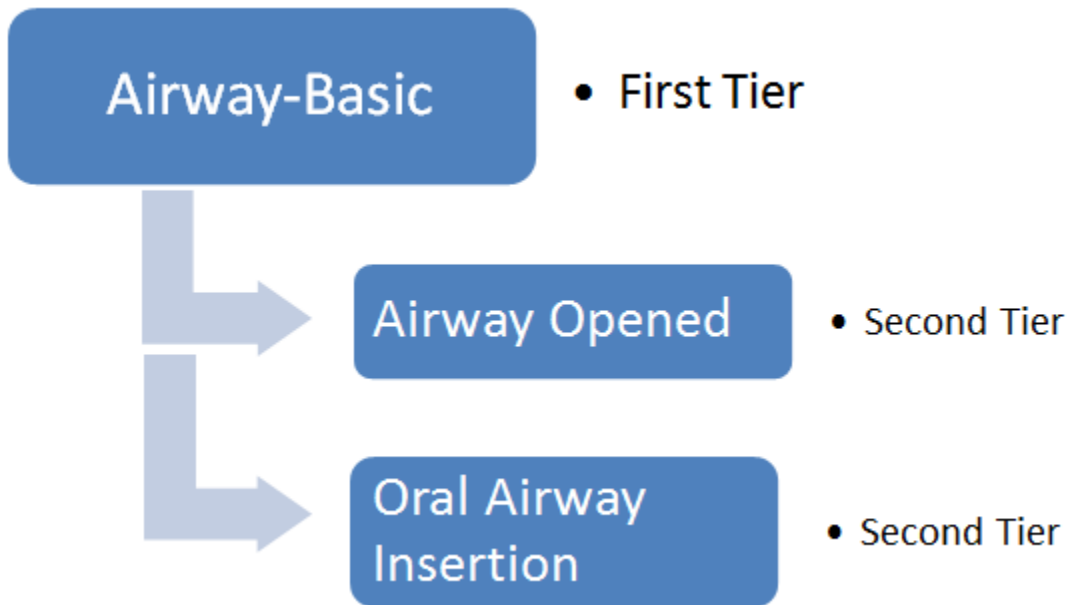 Airway-Basic
• First Tier
Airway Opened
• Second Tier
Oral Airway
Insertion
• Second Tier